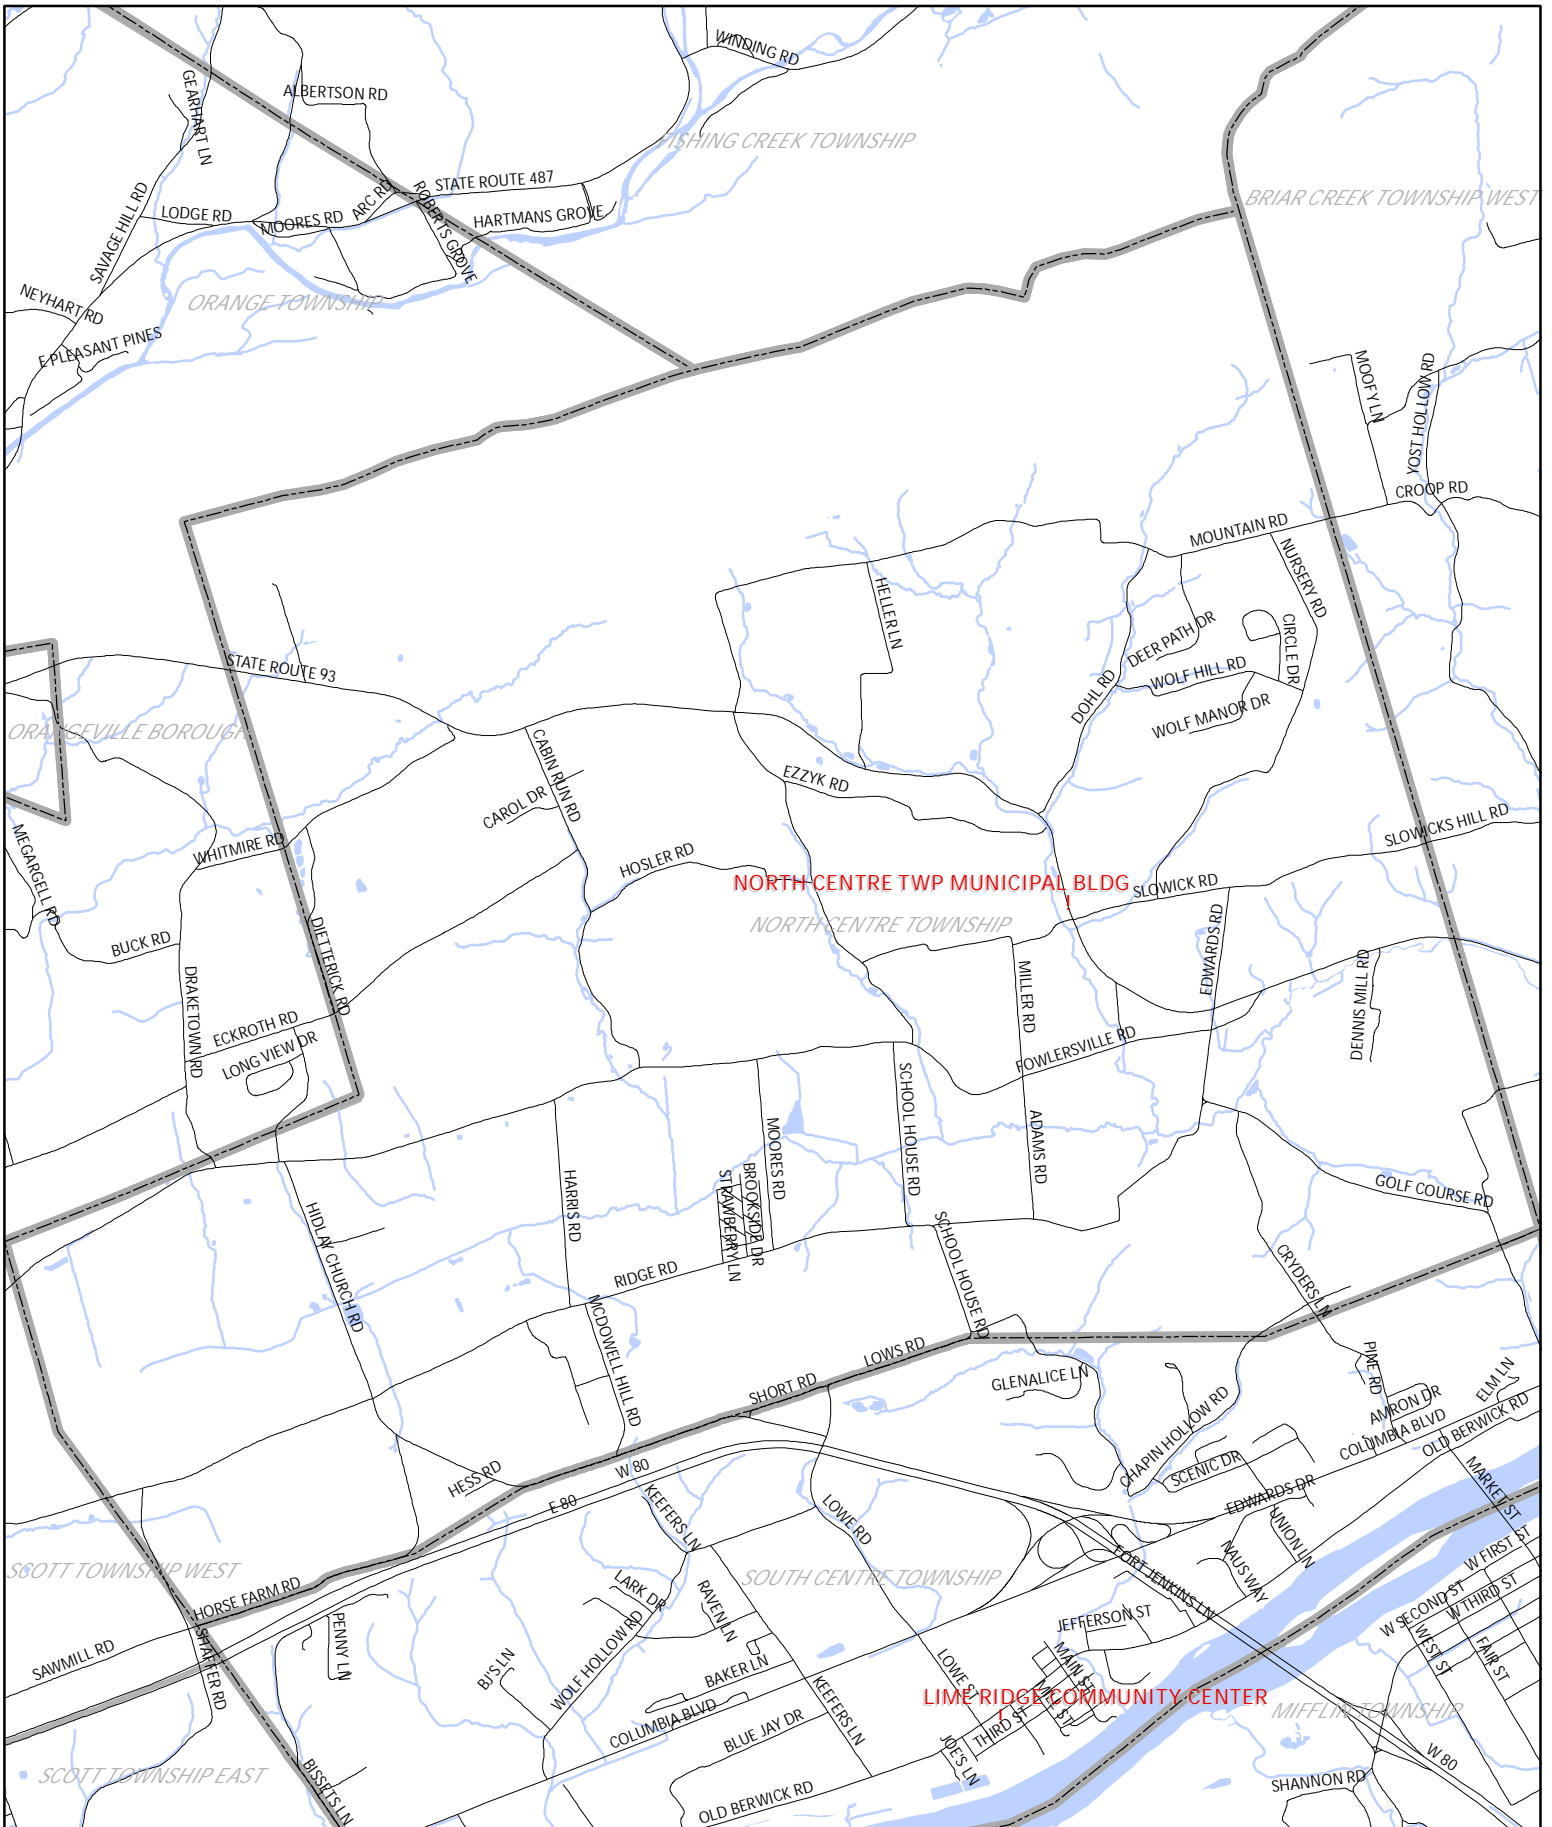 WINDING RD
GEARHART LN
ALBERTSON RD
FISHING CREEK TOWNSHIP
STATE ROUTE 487
ARC RD
ROBERTS GROVE
HARTMANS GROVE
LODGE RD
MOORES RD
SAVAGE HILL RD
BRIAR CREEK TOWNSHIP WEST
NEYHART RD
ORANGE TOWNSHIP
E PLEASANT PINES
MOOFY LN
YOST HOLLOW RD
CROOP RD
MOUNTAIN RD
NURSERY RD
HELLER LN
DEER PATH DR
CIRCLE DR
STATE ROUTE 93
WOLF HILL RD
DOHL RD
WOLF MANOR DR
ORANGEVILLE BOROUGH
CABIN RUN RD
EZZYK RD
CAROL DR
MEGARGELL RD
WHITMIRE RD
HOSLER RD
SLOWICKS HILL RD
NORTH CENTRE TWP MUNICIPAL BLDG
SLOWICK RD
NORTH CENTRE TOWNSHIP
BUCK RD
DIETTERICK RD
EDWARDS RD
DRAKETOWN RD
MILLER RD
DENNIS MILL RD
ECKROTH RD
LONG VIEW DR
FOWLERSVILLE RD
SCHOOL HOUSE RD
MOORES RD
ADAMS RD
HARRIS RD
STRAWBERRY LN
BROOKSIDE DR
GOLF COURSE RD
HIDLAY CHURCH RD
SCHOOL HOUSE RD
RIDGE RD
CRYDERS LN
MCDOWELL HILL RD
LOWS RD
SHORT RD
GLENALICE LN
PINE RD
ELM LN
AMRON DR
COLUMBIA BLVD
OLD BERWICK RD
CHAPIN HOLLOW RD
SCENIC DR
HESS RD
W 80
E 80
KEEFERS LN
LOWE RD
EDWARDS DR
UNION LN
MARKET ST
NAUS WAY
W FIRST ST
SCOTT TOWNSHIP WEST
SOUTH CENTRE TOWNSHIP
FORT JENKINS LN
W SECOND ST
W THIRD ST
HORSE FARM RD
LARK DR
RAVEN LN
JEFFERSON ST
WEST ST
FAIR ST
SAWMILL RD
SHAFFER RD
PENNY LN
BJ'S LN
WOLF HOLLOW RD
BAKER LN
KEEFERS LN
LOWE ST
MAIN ST
LIME RIDGE COMMUNITY CENTER
MIFFLIN TOWNSHIP
COLUMBIA BLVD
BLUE JAY DR
THIRD ST
JOE'S LN
W 80
SCOTT TOWNSHIP EAST
BISSETS LN
OLD BERWICK RD
SHANNON RD